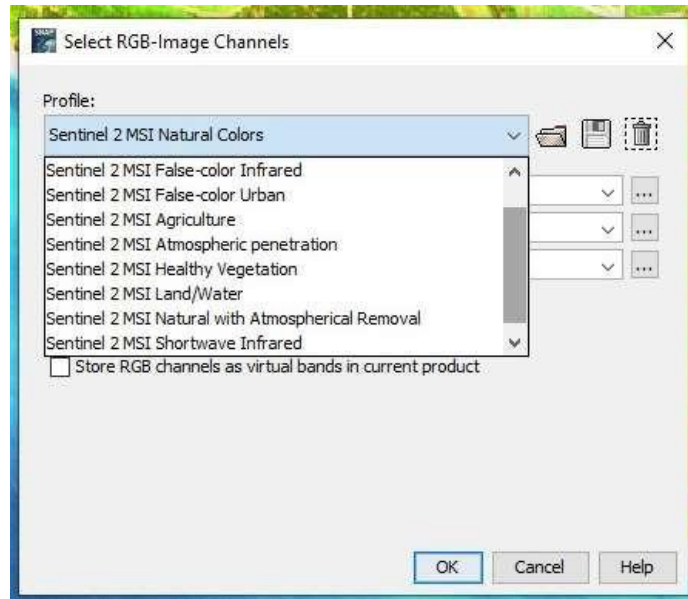 SNAP
Select RGB-Image Channels
Profile:
Sentinel 2 MSI Natural Colors
Sentinel 2 MSI False-color Infrared
Sentinel 2 MSI False-color Urban
...
Sentinel 2 MSI Agriculture
Sentinel 2 MSI Atmospheric penetration
...
Sentinel 2 MSI Healthy Vegetation
...
Sentinel 2 MSI Land/Water
Sentinel 2 MSI Natural with Atmospherical Removal
Sentinel 2 MSI Shortwave Infrared
Store RGB channels as virtual bands in current product
OK
Cancel
Help